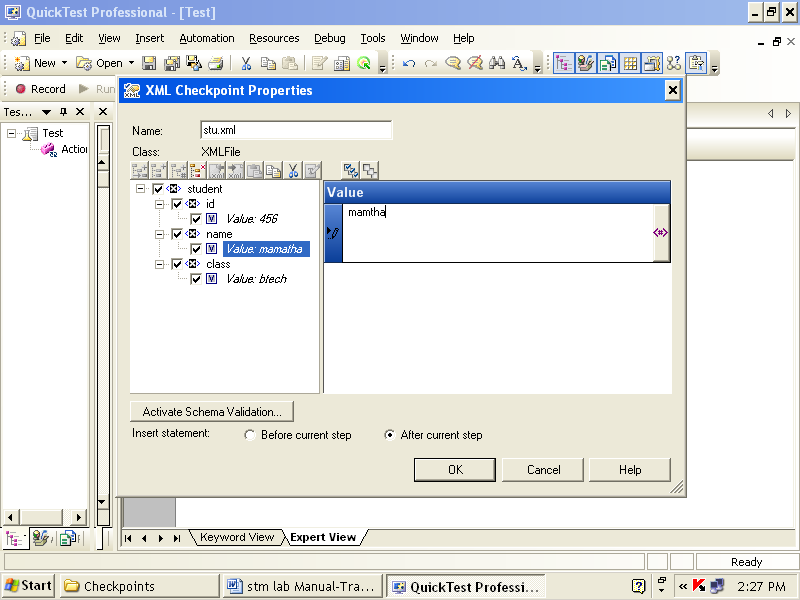 QuickTest Professional - [Test]
File Edit View Insert Automation Resources Debug Tools Window Help
New Open
Record Run
Tes...
Test
Action
XML Checkpoint Properties
Name: stu.xml
Class: XMLFile
student
id
Value: 456
name
Value: mamatha
class
Value: btech
Value
mamtha
Activate Schema Validation...
Insert statement: Before current step After current step
OK Cancel Help
Keyword View Expert View
Ready
Start Checkpoints stm lab Manual-Tra... QuickTest Professi... 2:27 PM